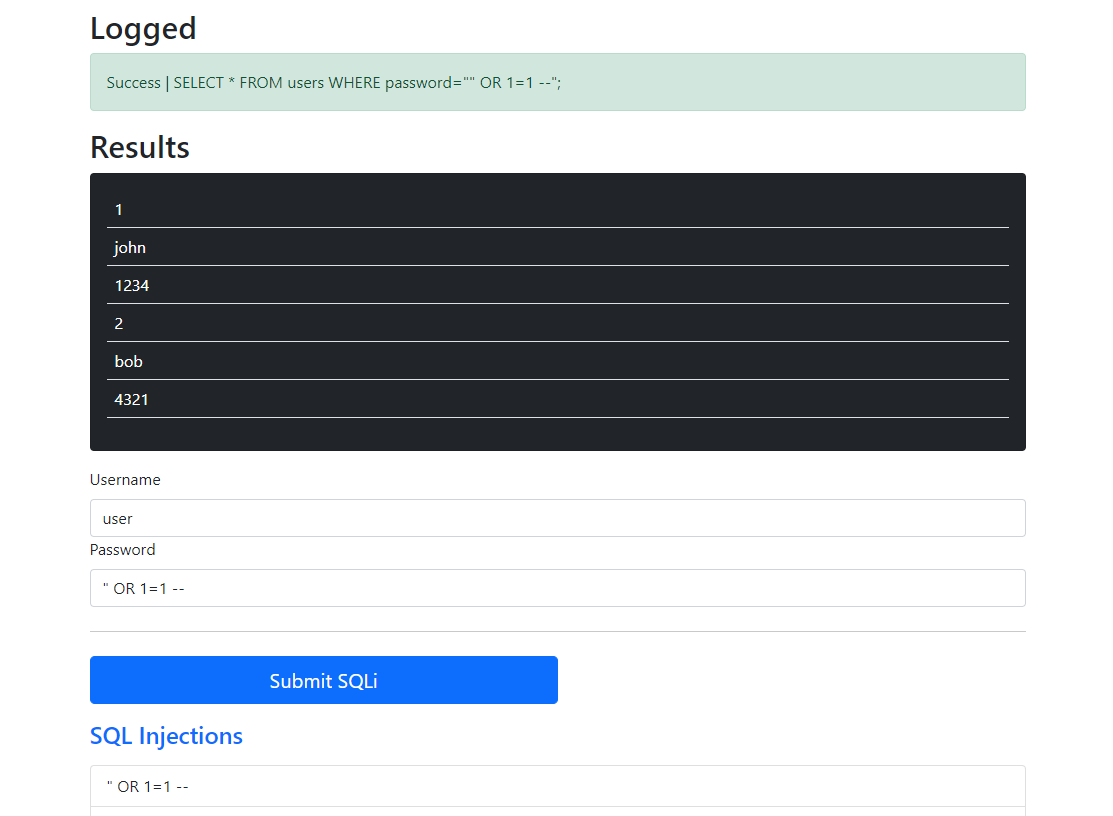 Logged
Success | SELECT * FROM users WHERE password="" OR 1=1 --";
Results
1
john
1234
2
bob
4321
Username
user
Password
" OR 1=1 --
Submit SQLi
SQL Injections
" OR 1=1 --